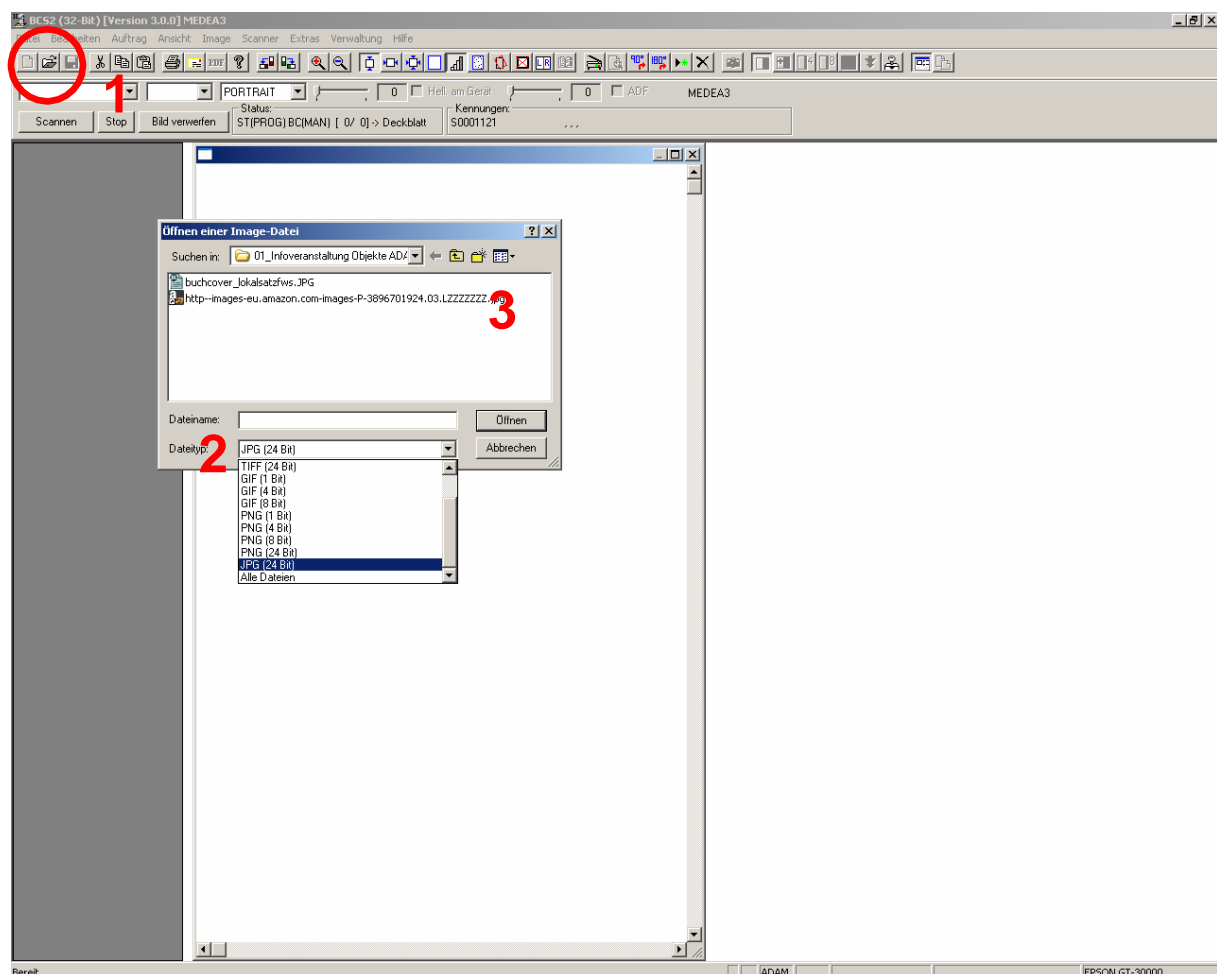 BCS2 (32-Bit) [Version 3.0.0] MEDEA3
Datei Bearbeiten Auftrag Ansicht Image Scanner Extras Verwaltung Hilfe
PDF ? LR 90° 180°
1
PORTRAIT 0 Hell. am Gerät 0 ADF MEDEA3
Status: Kennungen:
Scannen Stop Bild verwerfen ST(PROG) BC(MAN) [ 0/ 0] -> Deckblatt S0001121 , , ,
Öffnen einer Image-Datei
Suchen in: 01_Infoveranstaltung Objekte ADA
buchcover_lokalsatzfws.JPG
http--images-eu.amazon.com-images-P-3896701924.03.LZZZZZZZ.jpg
3
Dateiname: Öffnen
Dateityp: JPG (24 Bit) Abbrechen
2
TIFF (24 Bit)
GIF (1 Bit)
GIF (4 Bit)
GIF (8 Bit)
PNG (1 Bit)
PNG (4 Bit)
PNG (8 Bit)
PNG (24 Bit)
JPG (24 Bit)
Alle Dateien
Bereit ADAM EPSON GT-30000